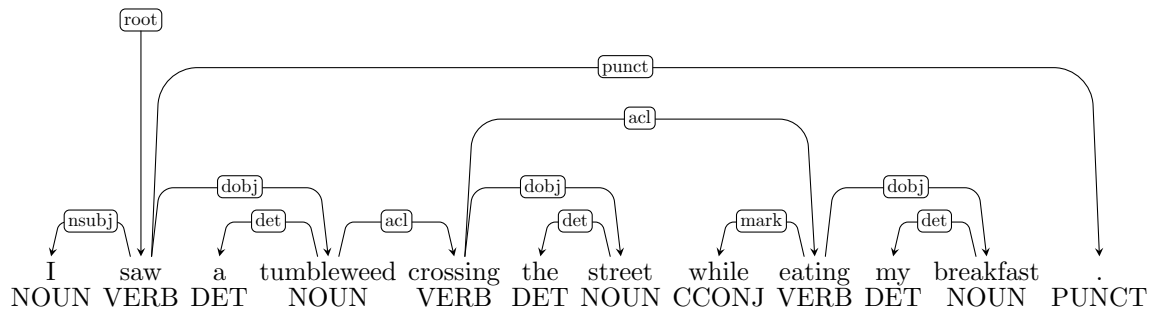 root
punct
acl
dobj dobj dobj
nsubj det acl det mark det
I saw a tumbleweed crossing the street while eating my breakfast .
NOUN VERB DET NOUN VERB DET NOUN CCONJ VERB DET NOUN PUNCT